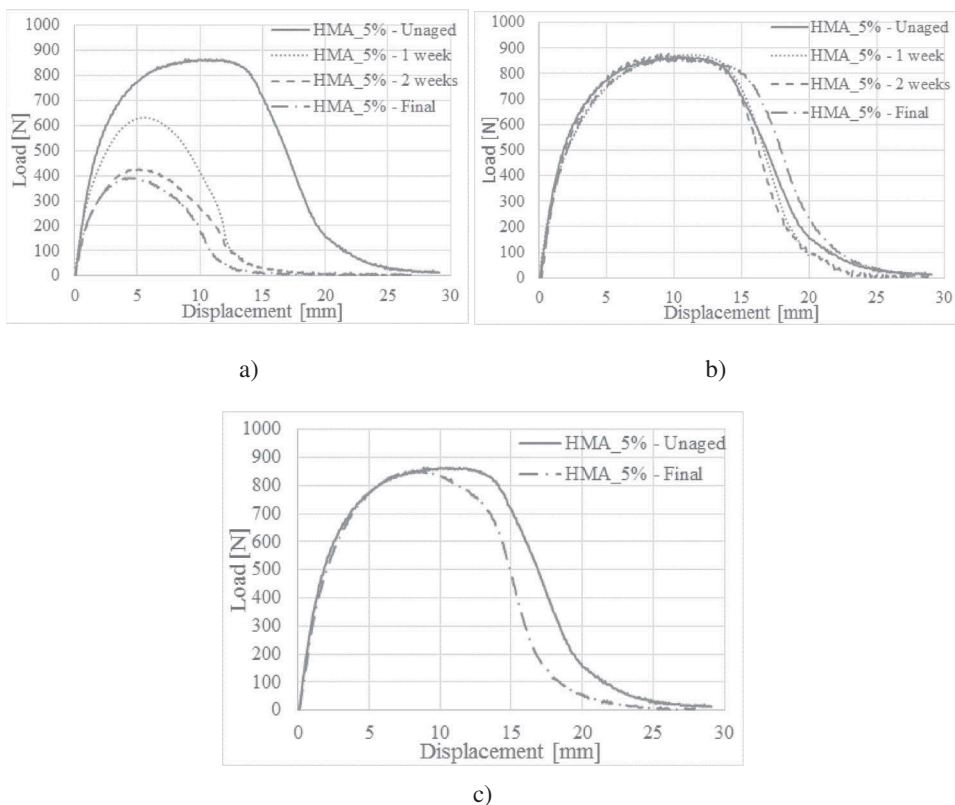 1000
900
800
700
600
500
400
300
200
100
0
Load [N]
HMA_5% - Unaged
HMA_5% - 1 week
HMA_5% - 2 weeks
HMA_5% - Final
0 5 10 15 20 25 30
Displacement [mm]
a)
1000
900
800
700
600
500
400
300
200
100
0
Load [N]
HMA_5% - Unaged
HMA_5% - 1 week
HMA_5% - 2 weeks
HMA_5% - Final
0 5 10 15 20 25 30
Displacement [mm]
b)
1000
900
800
700
600
500
400
300
200
100
0
Load [N]
HMA_5% - Unaged
HMA_5% - Final
0 5 10 15 20 25 30
Displacement [mm]
c)